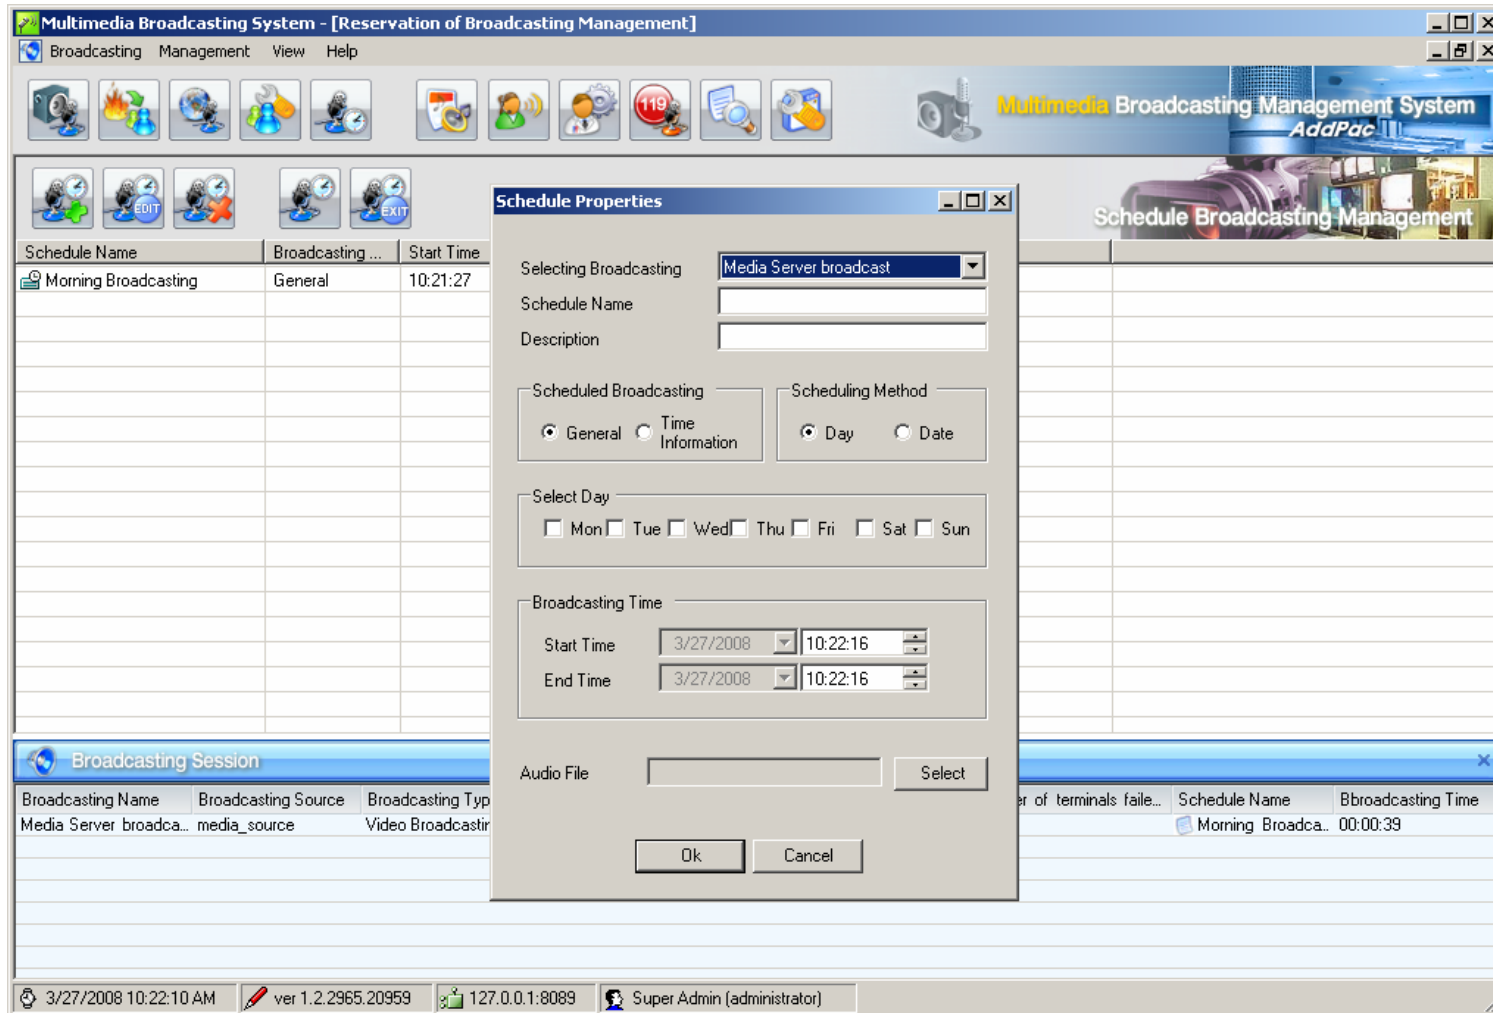 Multimedia Broadcasting System - [Reservation of Broadcasting Management]
Broadcasting Management View Help
119
Multimedia Broadcasting Management System
AddPac
EDIT
EXIT
Schedule Broadcasting Management
Schedule Name Broadcasting ... Start Time
Morning Broadcasting General 10:21:27
Schedule Properties
Selecting Broadcasting Media Server broadcast
Schedule Name
Description
Scheduled Broadcasting Scheduling Method
General Time Information Day Date
Select Day
Mon Tue Wed Thu Fri Sat Sun
Broadcasting Time
Start Time 3/27/2008 10:22:16
End Time 3/27/2008 10:22:16
Audio File Select
Ok Cancel
Broadcasting Session
Broadcasting Name Broadcasting Source Broadcasting Typ er of terminals faile... Schedule Name Bbroadcasting Time
Media Server broadca... media_source Video Broadcastir Morning Broadca... 00:00:39
3/27/2008 10:22:10 AM ver 1.2.2965.20959 127.0.0.1:8089 Super Admin (administrator)